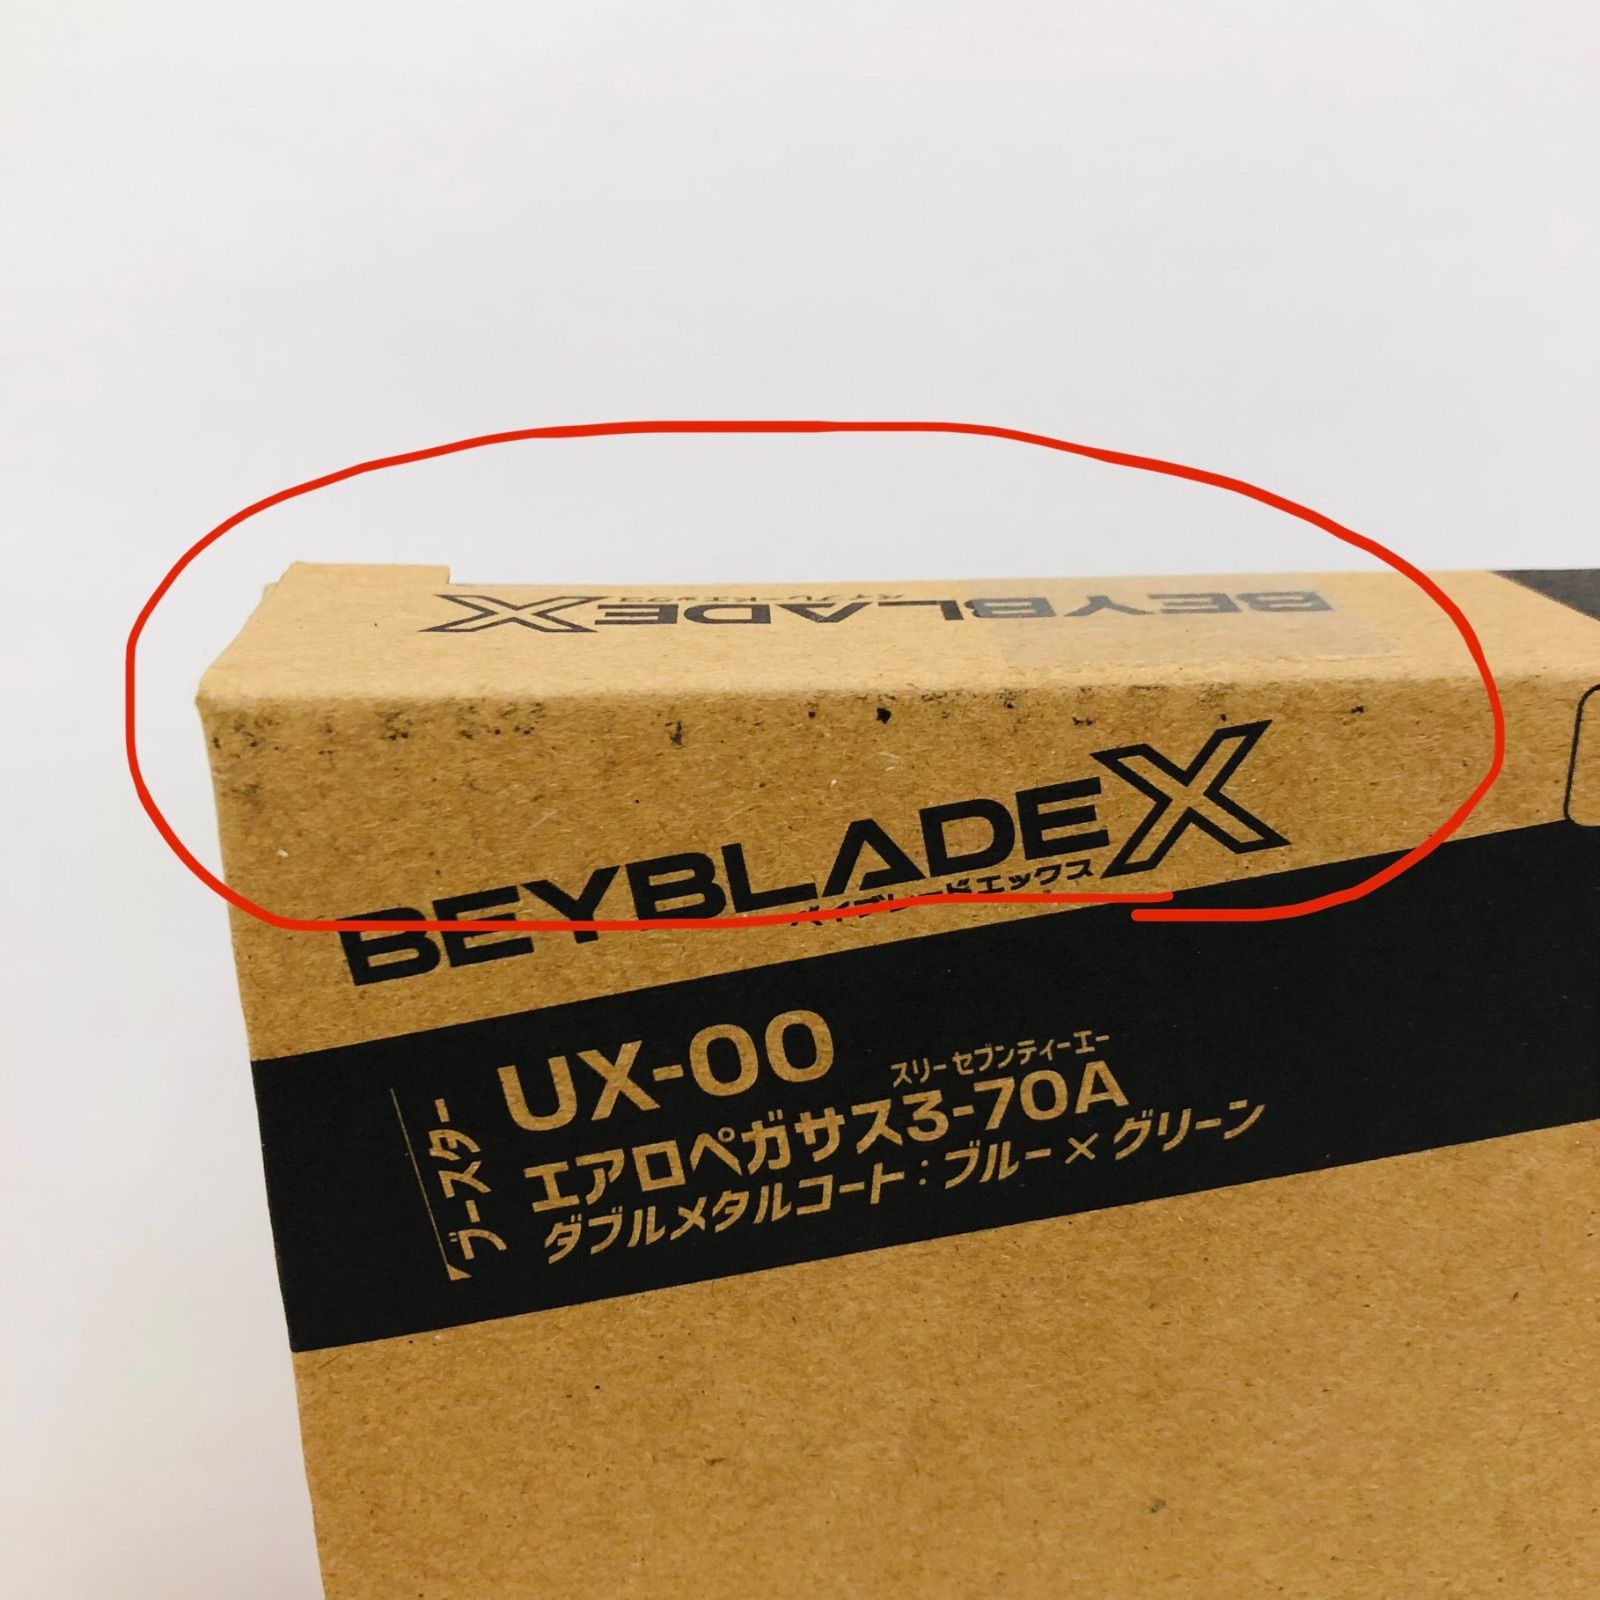 BEYBLADE X
ベイブレードエックス
BEYBLADE X
ベイブレードエックス
ブースター
UX-00
スリーセブンティーエー
エアロペガサス3-70A
ダブルメタルコート:ブルー×グリーン